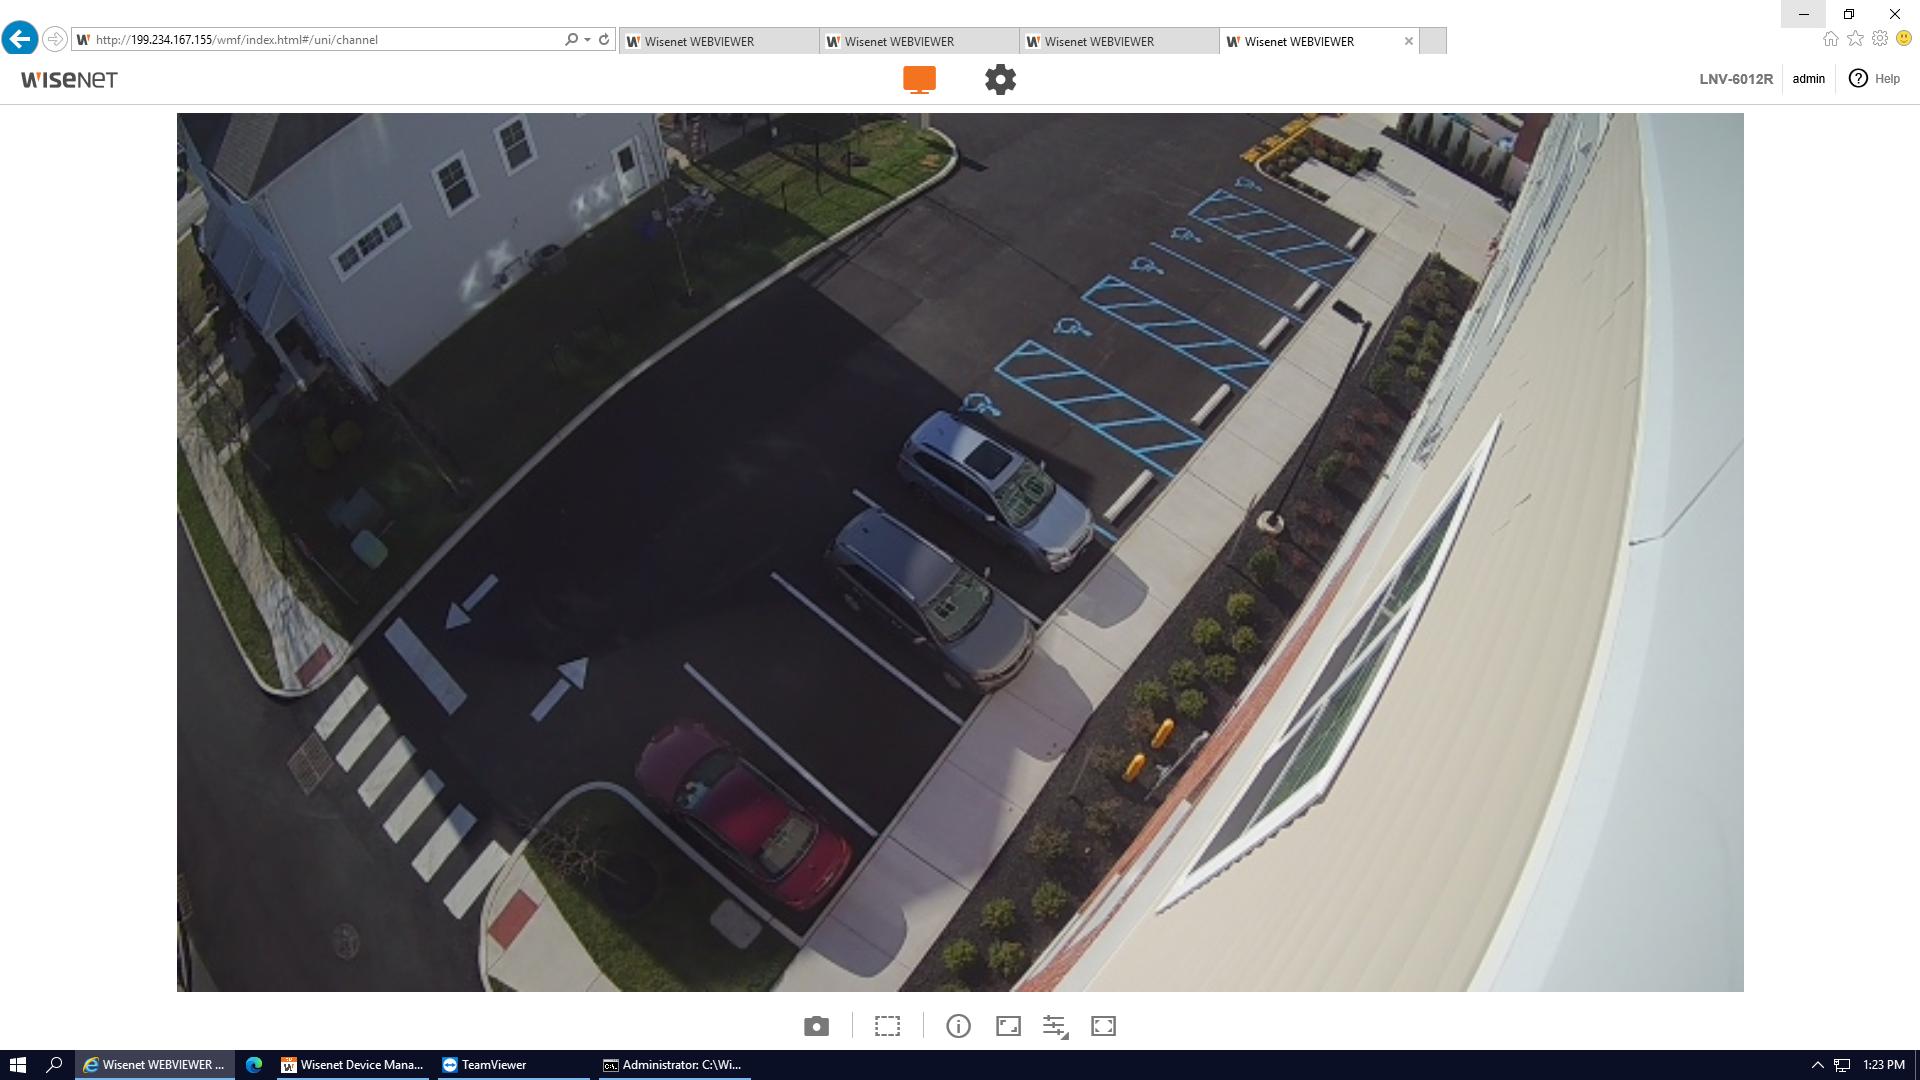 http://199.234.167.155/wmf/index.html#/uni/channel
Wisenet WEBVIEWER
Wisenet WEBVIEWER
Wisenet WEBVIEWER
Wisenet WEBVIEWER
WISENET
LNV-6012R
admin
Help
Wisenet WEBVIEWER ...
Wisenet Device Mana...
TeamViewer
Administrator: C:\Wi...
1:23 PM